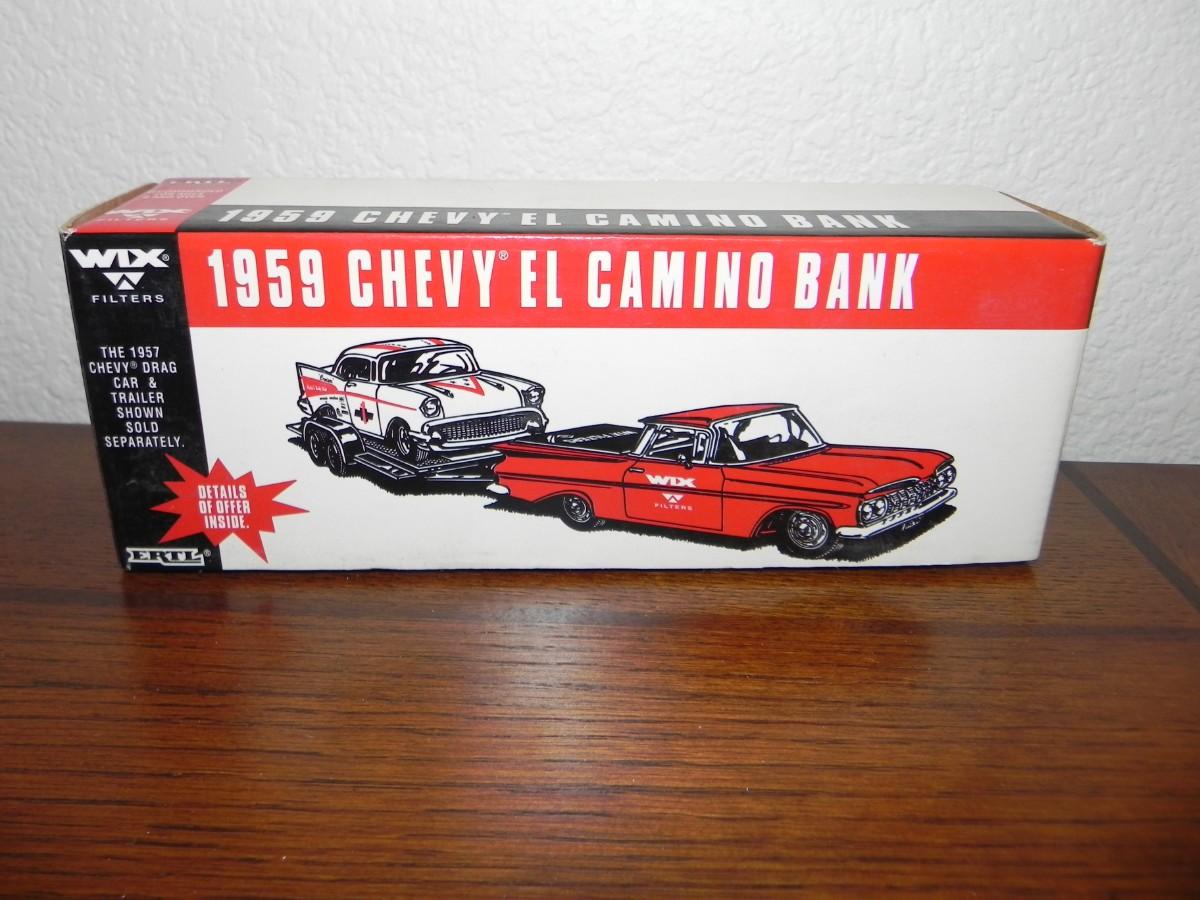 1959 CHEVY EL CAMINO BANK
WIX®
FILTERS
1959 CHEVY® EL CAMINO BANK
THE 1957
CHEVY® DRAG
CAR &
TRAILER
SHOWN
SOLD
SEPARATELY.
DETAILS
OF OFFER
INSIDE.
ERTL®
WIX
FILTERS